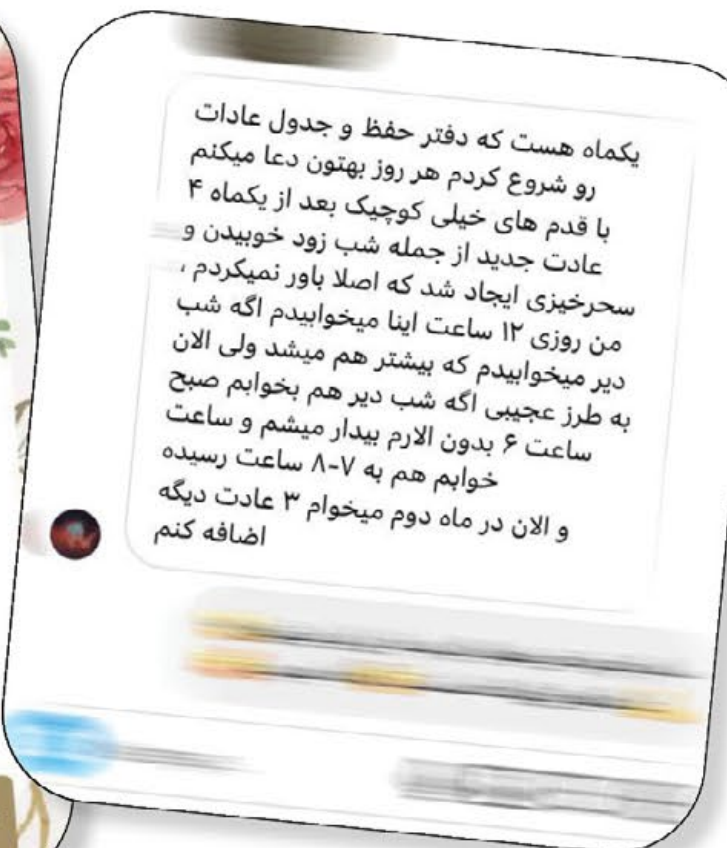 یکماه هست که دفتر حفظ و جدول عادات
رو شروع کردم هر روز بهتون دعا میکنم
با قدم های خیلی کوچیک بعد از یکماه ۴
عادت جدید از جمله شب زود خوبیدن و
سحرخیزی ایجاد شد که اصلا باور نمیکردم ،
من روزی ۱۲ ساعت اینا میخوابیدم اگه شب
دیر میخوابیدم که بیشتر هم میشد ولی الان
به طرز عجیبی اگه شب دیر هم بخوابم صبح
ساعت ۶ بدون الارم بیدار میشم و ساعت
خوابم هم به ۷-۸ ساعت رسیده
و الان در ماه دوم میخوام ۳ عادت دیگه
اضافه کنم